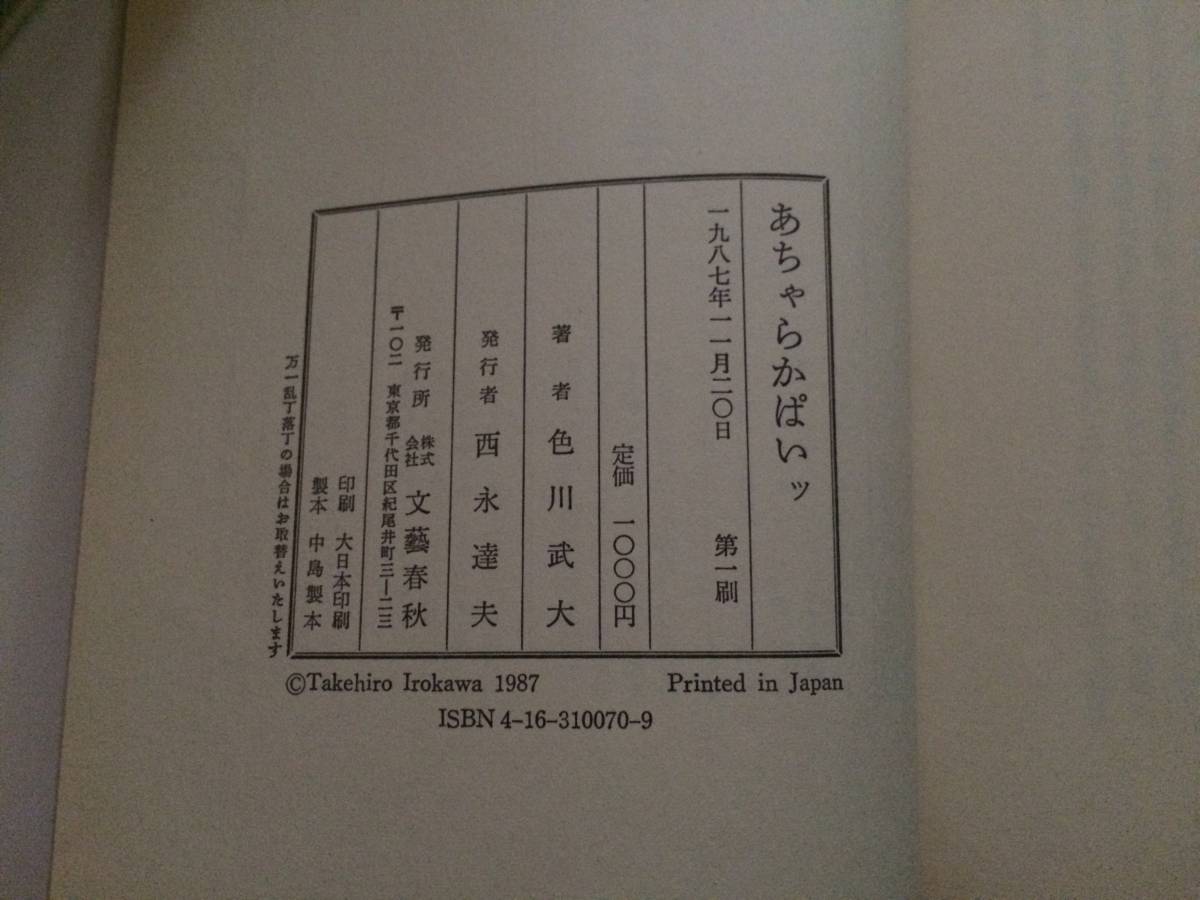 あちゃらかぱいッ
一九八七年一一月二〇日　第一刷
定価　一〇〇〇円
著者　色川武大
発行者　西永達夫
発行所　株式会社　文藝春秋
〒一〇二　東京都千代田区紀尾井町三―二三
印刷　大日本印刷
製本　中島製本
万一乱丁落丁の場合はお取替えいたします
©Takehiro Irokawa 1987　Printed in Japan
ISBN4-16-310070-9